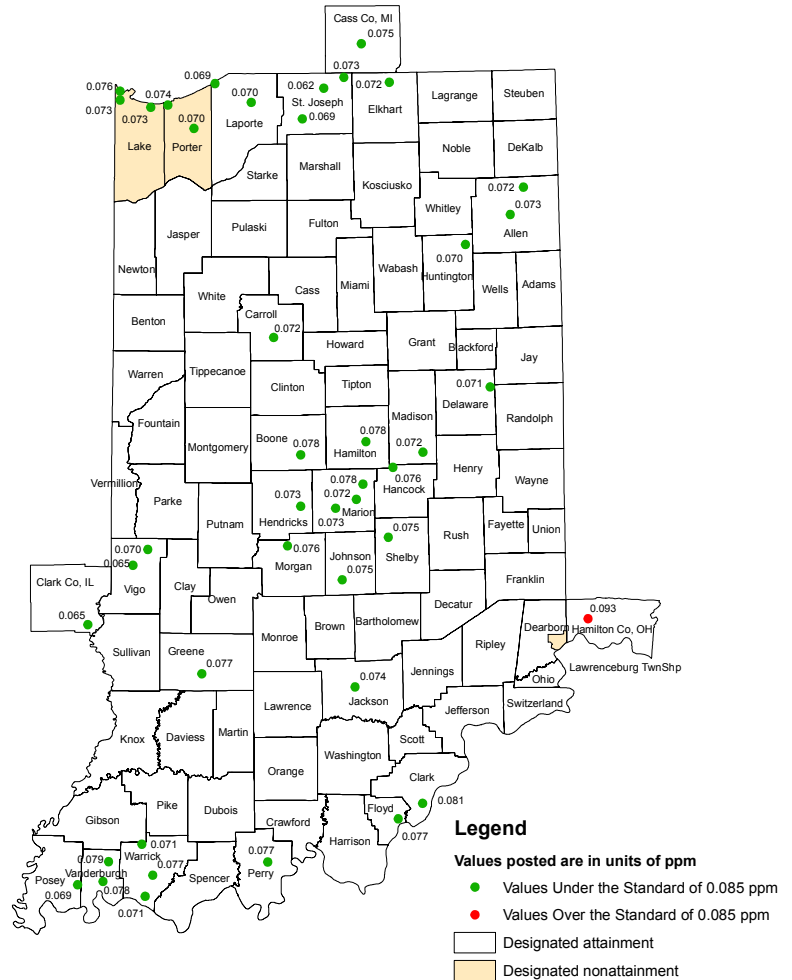 Cass Co, MI
0.075
0.073
0.069
0.076
0.074
0.073
0.073
0.070
Lake
Porter
0.070
Laporte
0.062
St. Joseph
0.069
0.072
Elkhart
Lagrange
Steuben
Noble
DeKalb
Starke
Marshall
Kosciusko
Whitley
0.072
0.073
Allen
Jasper
Pulaski
Fulton
Newton
White
Cass
Miami
Wabash
0.070
Huntington
Wells
Adams
Benton
Carroll
0.072
Howard
Grant
Blackford
Jay
Warren
Tippecanoe
Clinton
Tipton
Madison
0.072
0.071
Delaware
Randolph
Fountain
Montgomery
Boone
0.078
0.078
Hamilton
Henry
Wayne
Vermillion
Parke
Putnam
0.073
Hendricks
0.078
0.072
Marion
0.073
0.076
Hancock
Rush
Fayette
Union
0.070
0.065
Vigo
Clay
Owen
0.076
Morgan
Johnson
0.075
0.075
Shelby
Franklin
Clark Co, IL
0.065
Sullivan
Greene
0.077
Monroe
Brown
Bartholomew
Decatur
Dearborn
0.093
Hamilton Co, OH
Lawrenceburg TwnShp
Ripley
Jennings
Ohio
Switzerland
Jefferson
0.074
Jackson
Lawrence
Knox
Daviess
Martin
Orange
Washington
Scott
Clark
0.081
Floyd
0.077
Harrison
Crawford
Gibson
Pike
Dubois
0.071
Warrick
0.077
0.071
0.079
Vanderburgh
0.078
Posey
0.069
Spencer
0.077
Perry
Legend
Values posted are in units of ppm
Values Under the Standard of 0.085 ppm
Values Over the Standard of 0.085 ppm
Designated attainment
Designated nonattainment